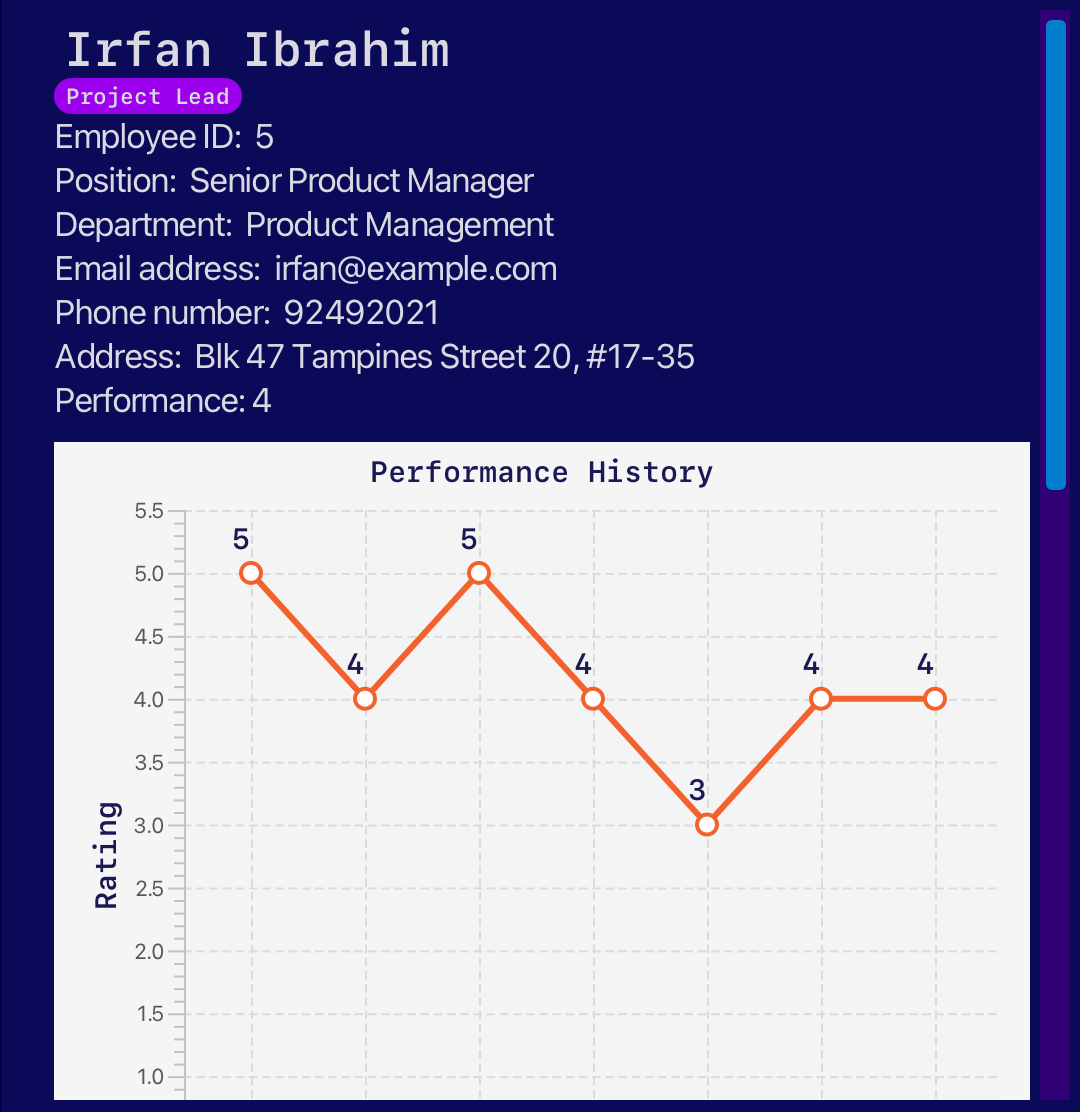 Irfan Ibrahim
Project Lead
Employee ID: 5
Position: Senior Product Manager
Department: Product Management
Email address: irfan@example.com
Phone number: 92492021
Address: Blk 47 Tampines Street 20, #17-35
Performance: 4
Performance History
5.5
5 5
5.0
4.5
4 4 4 4
4.0
3.5
3
3.0
Rating
2.5
2.0
1.5
1.0